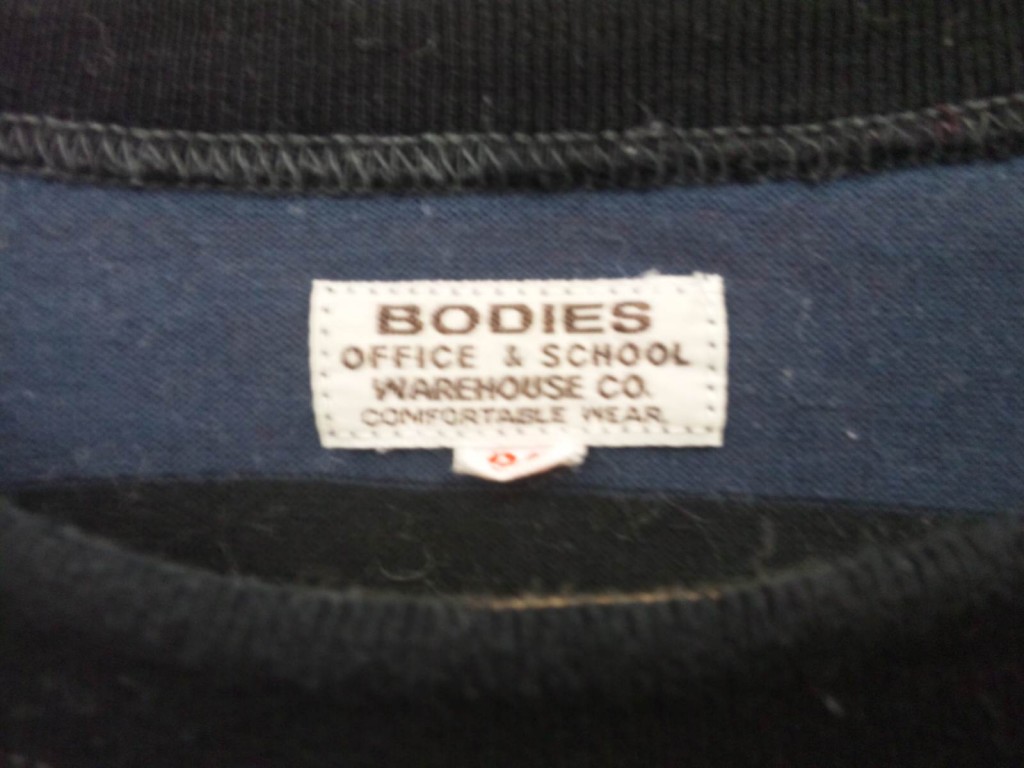 BODIES
OFFICE & SCHOOL
WAREHOUSE CO.
COMFORTABLE WEAR.